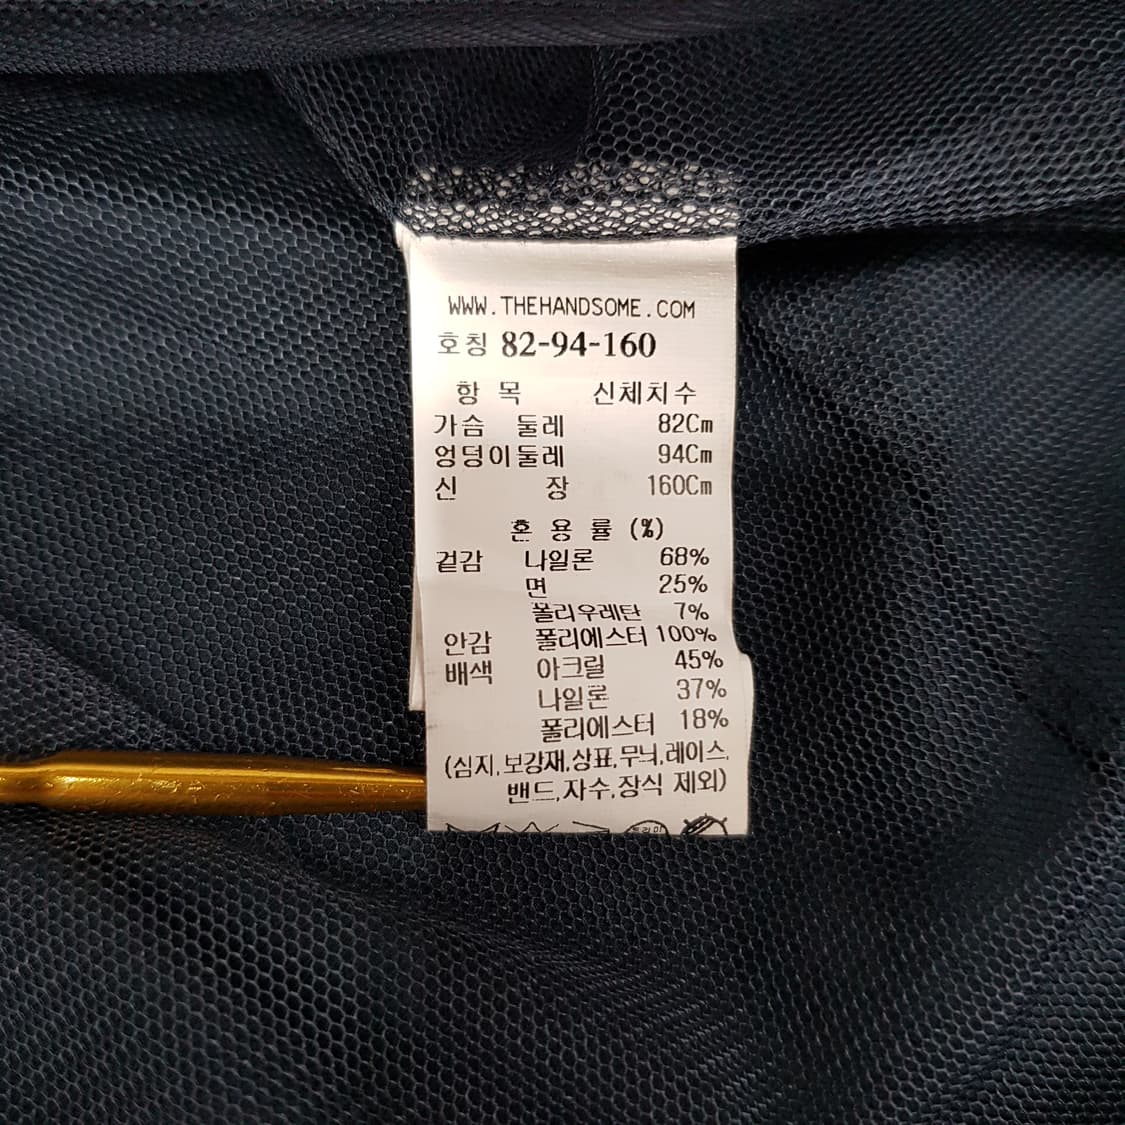 WWW.THEHANDSOME.COM
호칭 82-94-160
항 목 신체치수
가슴 둘레 82Cm
엉덩이둘레 94Cm
신 장 160Cm
혼 용 률 (%)
겉감 나일론 68%
면 25%
폴리우레탄 7%
안감 폴리에스터 100%
배색 아크릴 45%
나일론 37%
폴리에스터 18%
(심지,보강재,상표,무늬,레이스,
밴드,자수,장식 제외)